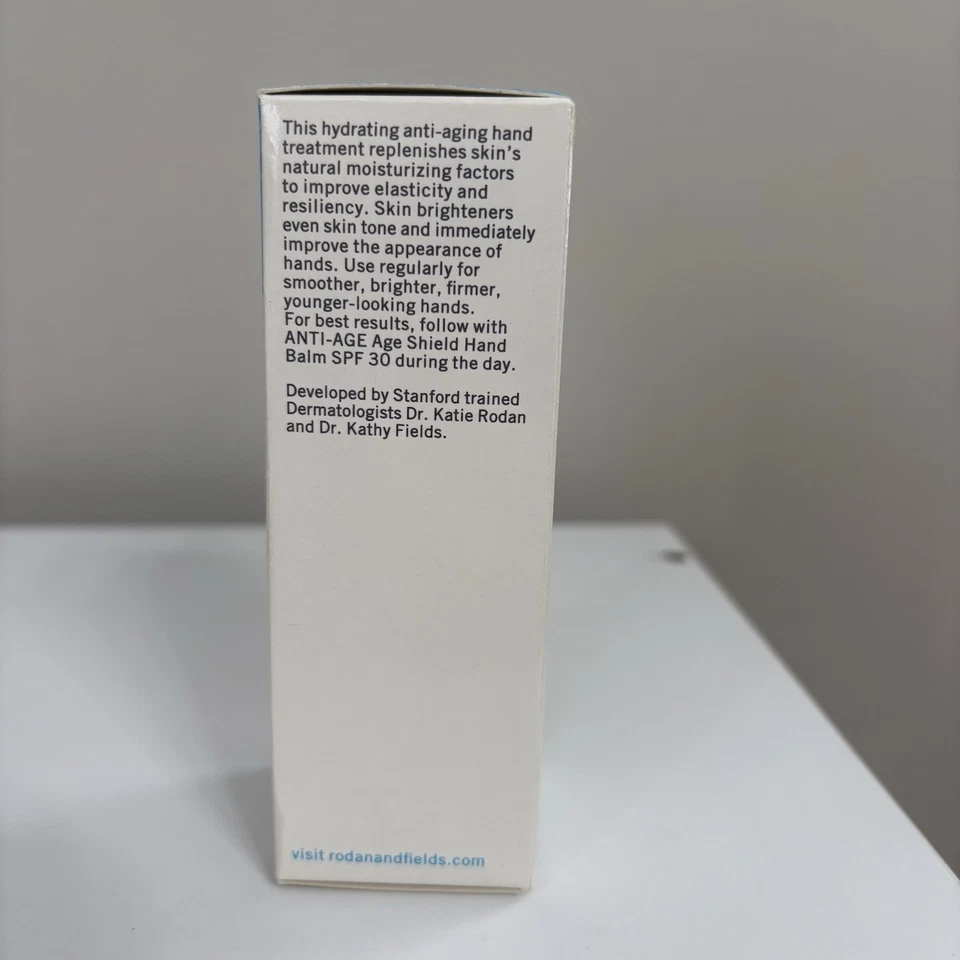 This hydrating anti-aging hand
treatment replenishes skin's
natural moisturizing factors
to improve elasticity and
resiliency. Skin brighteners
even skin tone and immediately
improve the appearance of
hands. Use regularly for
smoother, brighter, firmer,
younger-looking hands.
For best results, follow with
ANTI-AGE Age Shield Hand
Balm SPF 30 during the day.
Developed by Stanford trained
Dermatologists Dr. Katie Rodan
and Dr. Kathy Fields.
visit rodanandfields.com